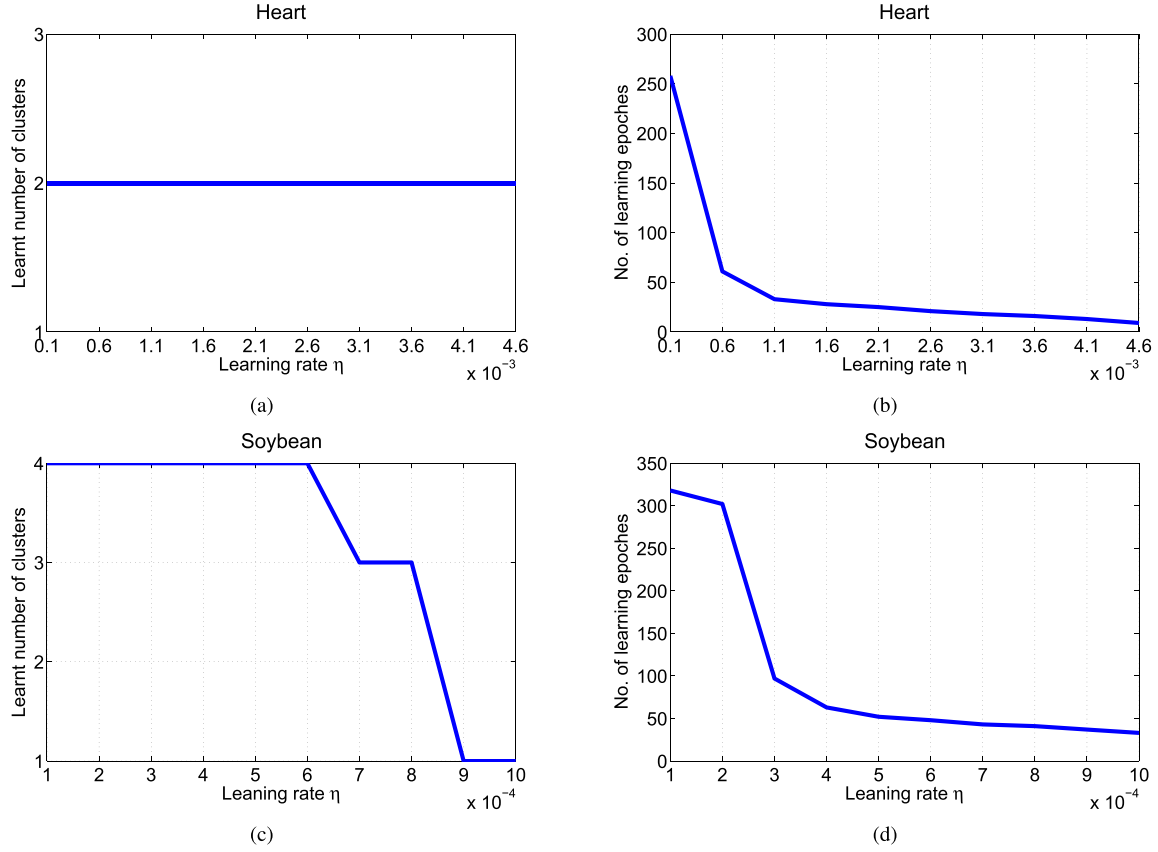 Heart
Learnt number of clusters
3
2
1
0.1 0.6 1.1 1.6 2.1 2.6 3.1 3.6 4.1 4.6
Learning rate η
x 10⁻³
(a)
Heart
No. of learning epoches
300
250
200
150
100
50
0
0.1 0.6 1.1 1.6 2.1 2.6 3.1 3.6 4.1 4.6
Learning rate η
x 10⁻³
(b)
Soybean
Learnt number of clusters
4
3
2
1
1 2 3 4 5 6 7 8 9 10
Leaning rate η
x 10⁻⁴
(c)
Soybean
No. of learning epoches
350
300
250
200
150
100
50
0
1 2 3 4 5 6 7 8 9 10
Learning rate η
x 10⁻⁴
(d)